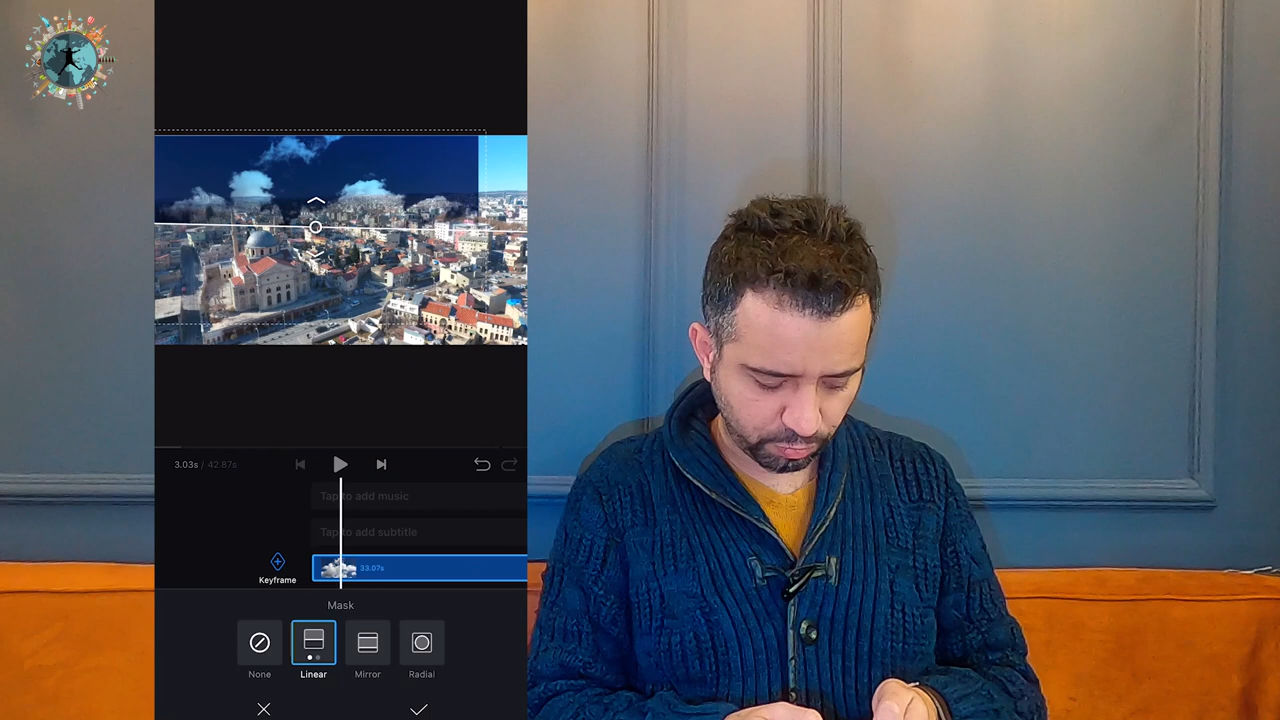 3.03s / 42.87s
Tap to add music
Tap to add subtitle
33.07s
Keyframe
Mask
None
Linear
Mirror
Radial